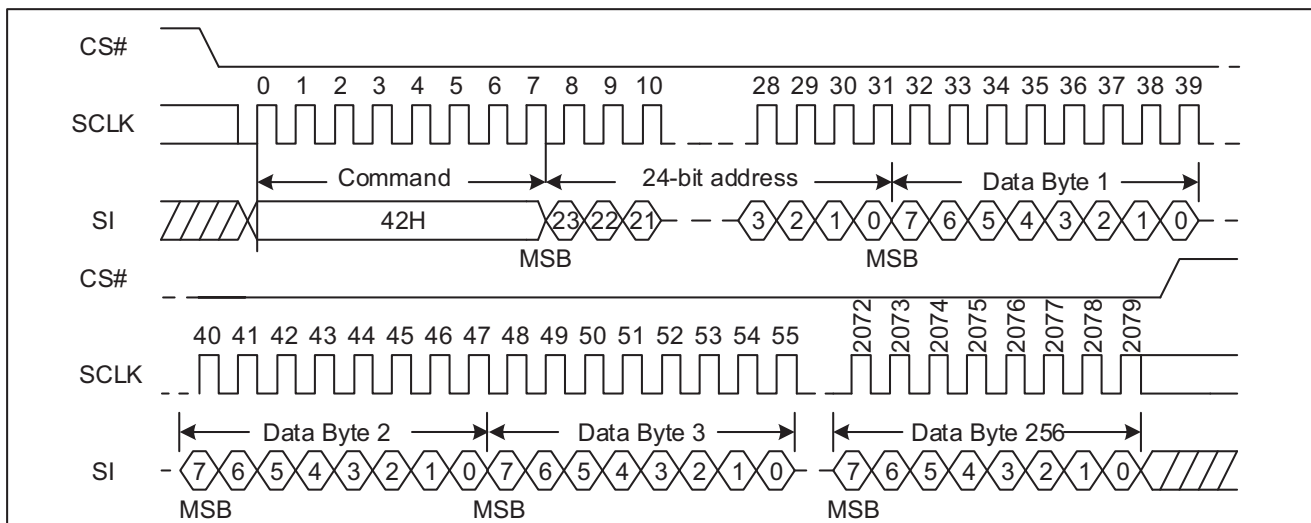 CS#
0 1 2 3 4 5 6 7 8 9 10 28 29 30 31 32 33 34 35 36 37 38 39
SCLK
Command 24-bit address Data Byte 1
SI 42H 23 22 21 3 2 1 0 7 6 5 4 3 2 1 0
MSB MSB
CS#
40 41 42 43 44 45 46 47 48 49 50 51 52 53 54 55 2072 2073 2074 2075 2076 2077 2078 2079
SCLK
Data Byte 2 Data Byte 3 Data Byte 256
SI 7 6 5 4 3 2 1 0 7 6 5 4 3 2 1 0 7 6 5 4 3 2 1 0
MSB MSB MSB